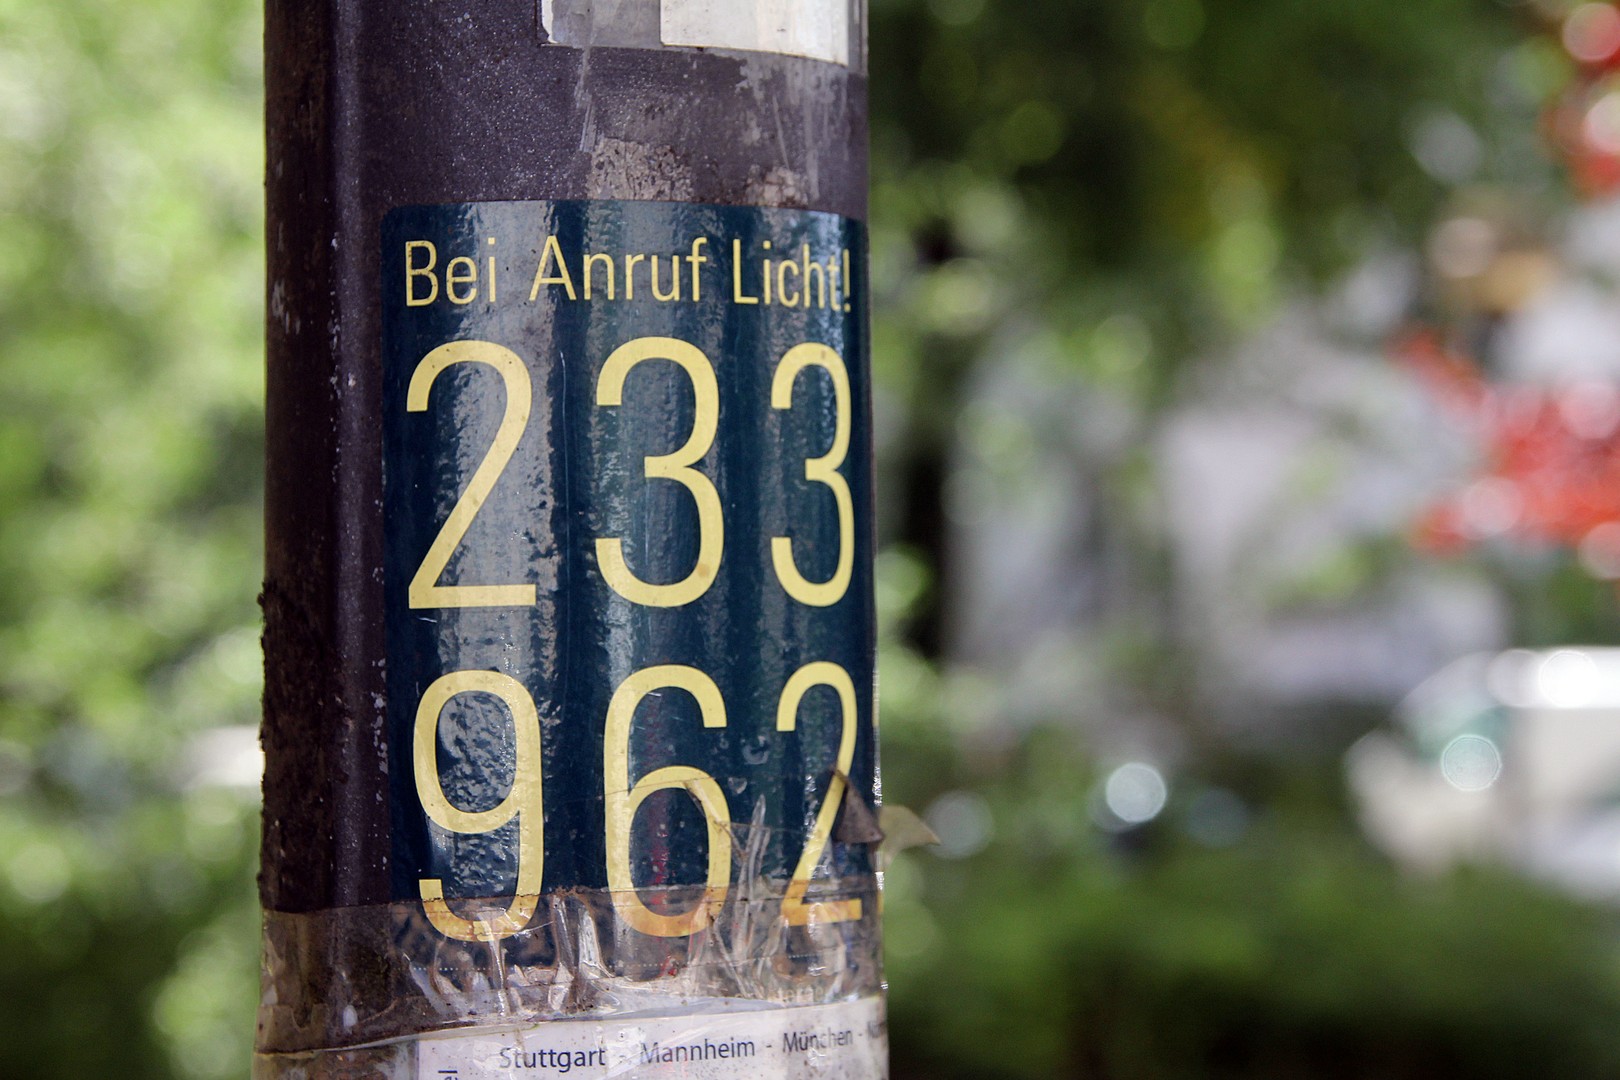 Bei Anruf Licht!
233
962
Stuttgart - Mannheim - München -